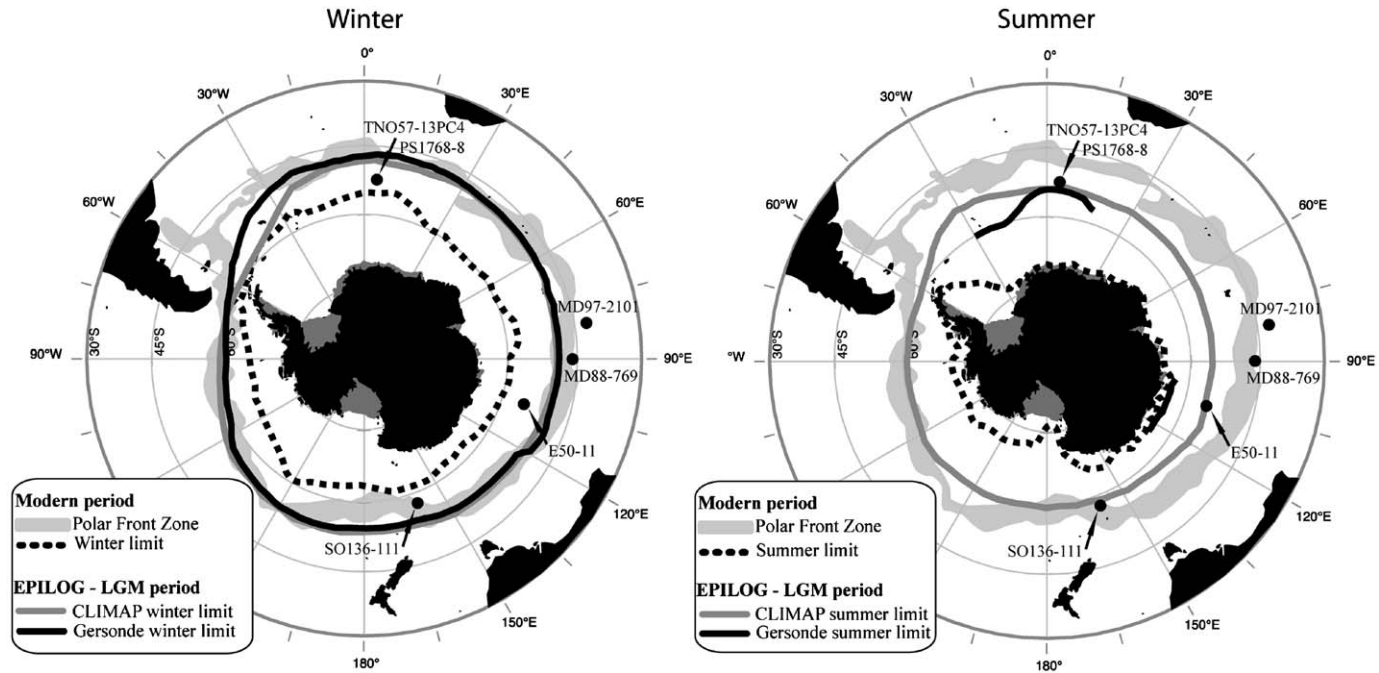 Winter
0°
30°W
30°E
TNO57-13PC4
PS1768-8
60°W
60°E
MD97-2101
90°W
30°S
45°S
60°S
90°E
MD88-769
E50-11
120°E
SO136-111
150°E
180°
Modern period
Polar Front Zone
Winter limit
EPILOG - LGM period
CLIMAP winter limit
Gersonde winter limit
Summer
0°
30°W
30°E
TNO57-13PC4
PS1768-8
60°W
60°E
MD97-2101
°W
30°S
45°S
60°S
90°E
MD88-769
E50-11
120°E
SO136-111
150°E
180°
Modern period
Polar Front Zone
Summer limit
EPILOG - LGM period
CLIMAP summer limit
Gersonde summer limit